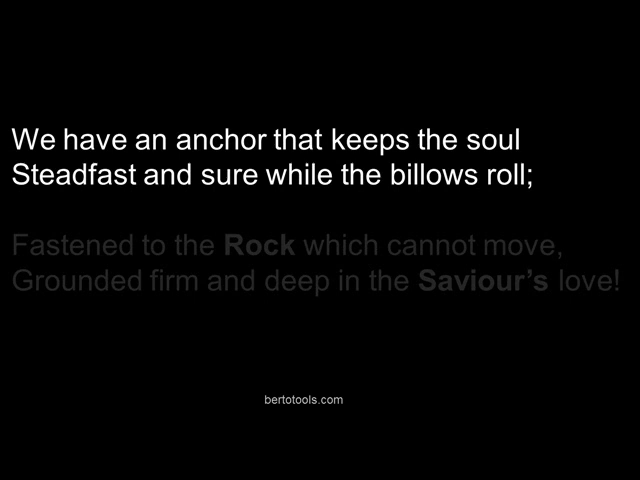 We have an anchor that keeps the soul
Steadfast and sure while the billows roll;
Fastened to the Rock which cannot move,
Grounded firm and deep in the Saviour’s love!
bertotools.com